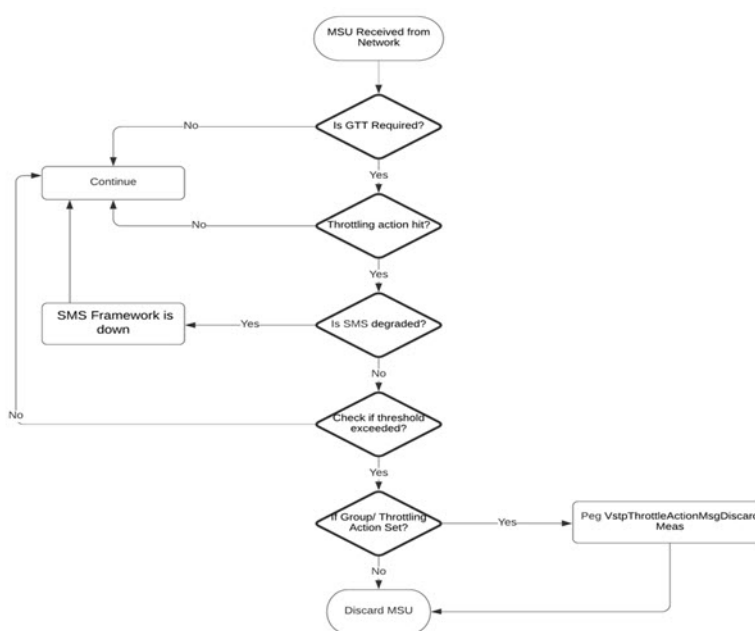 MSU Received from
Network
Is GTT Required?
No
Yes
Continue
Throttling action hit?
No
Yes
SMS Framework is
down
Yes
Is SMS degraded?
No
Check if threshold
exceeded?
No
Yes
If Group/ Throttling
Action Set?
Yes
Peg VstpThrottleActionMsgDiscard
Meas
No
Discard MSU